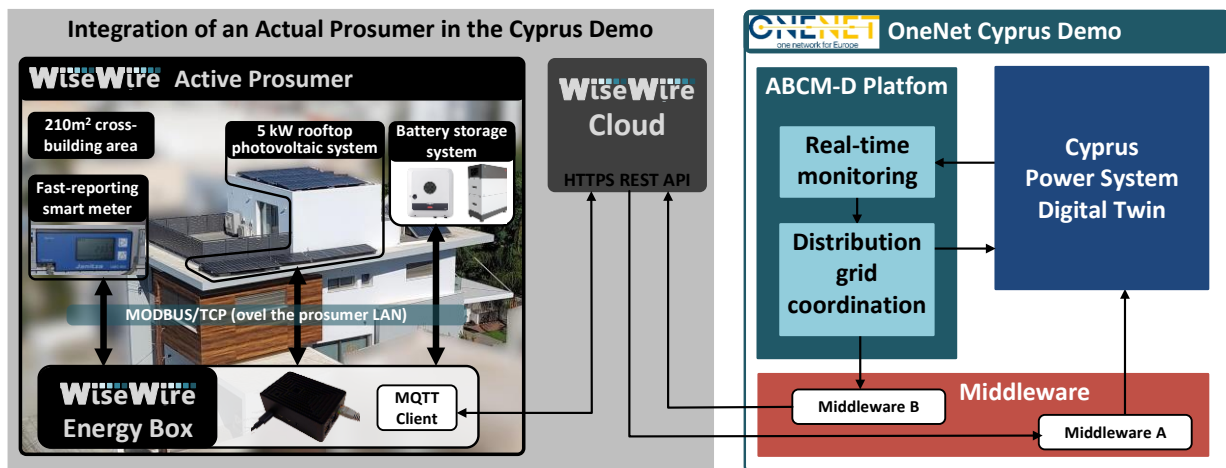 Integration of an Actual Prosumer in the Cyprus Demo
WiseWire Active Prosumer
210m² cross-
building area
5 kW rooftop
photovoltaic system
Battery storage
system
Fast-reporting
smart meter
MODBUS/TCP (ovel the prosumer LAN)
WiseWire
Energy Box
MQTT
Client
WiseWire
Cloud
HTTPS REST API
ONENET
one network for Europe
OneNet Cyprus Demo
ABCM-D Platfom
Real-time
monitoring
Distribution
grid
coordination
Cyprus
Power System
Digital Twin
Middleware
Middleware B
Middleware A